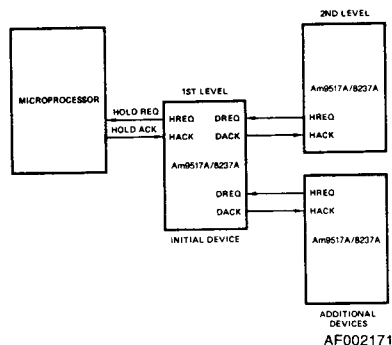 2ND LEVEL
1ST LEVEL
MICROPROCESSOR
HOLD REQ
HOLD ACK
HREQ
HACK
DREQ
DACK
Am9517A/8237A
DREQ
DACK
INITIAL DEVICE
Am9517A/8237A
HREQ
HACK
HREQ
HACK
Am9517A/8237A
ADDITIONAL
DEVICES
AF002171